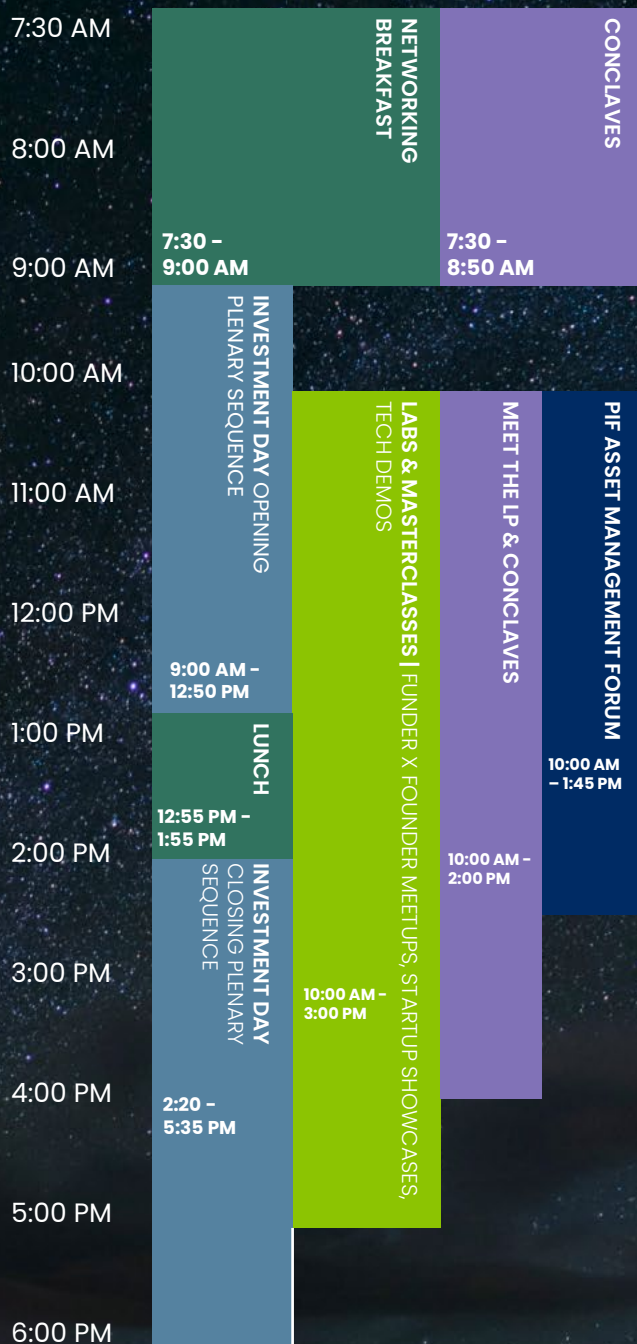 7:30 AM
8:00 AM
9:00 AM
10:00 AM
11:00 AM
12:00 PM
1:00 PM
2:00 PM
3:00 PM
4:00 PM
5:00 PM
6:00 PM
NETWORKING
BREAKFAST
7:30 –
9:00 AM
CONCLAVES
7:30 –
8:50 AM
INVESTMENT DAY OPENING
PLENARY SEQUENCE
9:00 AM –
12:50 PM
LUNCH
12:55 PM –
1:55 PM
INVESTMENT DAY
CLOSING PLENARY
SEQUENCE
2:20 –
5:35 PM
LABS & MASTERCLASSES | FUNDER X FOUNDER MEETUPS, STARTUP SHOWCASES,
TECH DEMOS
10:00 AM –
3:00 PM
MEET THE LP & CONCLAVES
10:00 AM –
2:00 PM
PIF ASSET MANAGEMENT FORUM
10:00 AM
– 1:45 PM